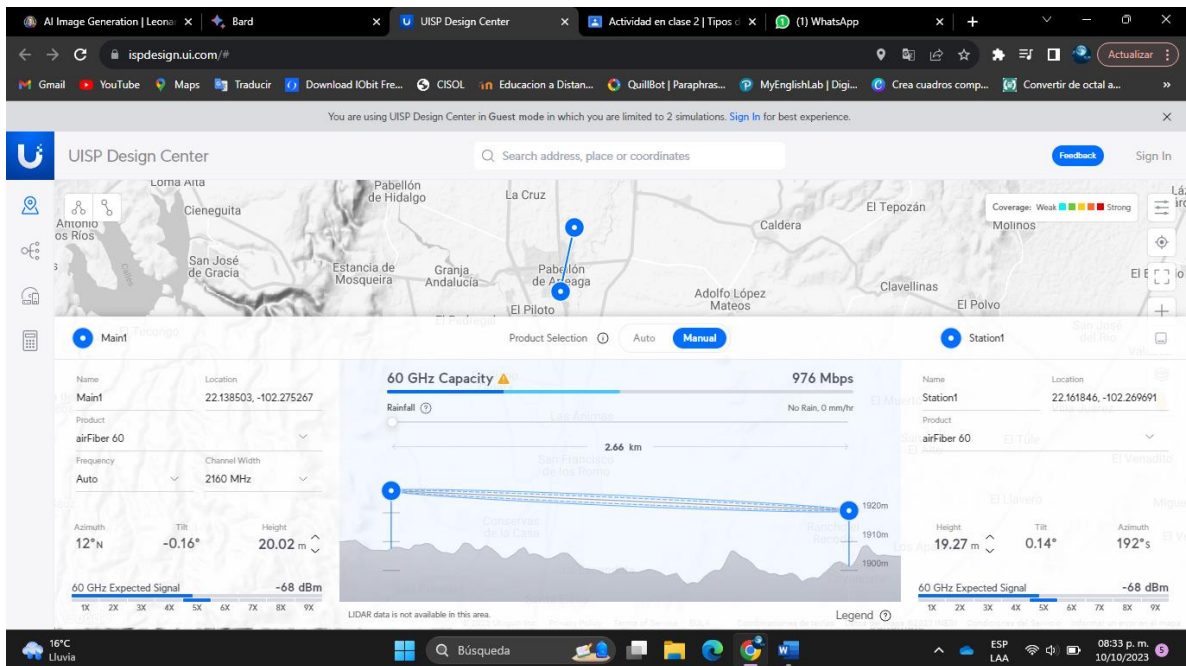 AI Image Generation | Leona
Bard
UISP Design Center
Actividad en clase 2 | Tipos d
(1) WhatsApp
ispdesign.ui.com/#
Actualizar
Gmail
YouTube
Maps
Traducir
Download IObit Fre...
CISOL
Educacion a Distan...
QuillBot | Paraphras...
MyEnglishLab | Digi...
Crea cuadros comp...
Convertir de octal a...
»
You are using UISP Design Center in Guest mode in which you are limited to 2 simulations. Sign In for best experience.
UISP Design Center
Search address, place or coordinates
Feedback
Sign In
Loma Alta
Pabellón
de Hidalgo
La Cruz
Cieneguita
El Tepozán
Coverage: Weak Strong
Antonio
os Ríos
Caldera
Molinos
San José
de Gracia
Estancia de
Mosqueira
Granja
Andalucía
Pabellón
de Arteaga
El Piloto
Adolfo López
Mateos
Clavellinas
El Polvo
Main1
Product Selection
Auto
Manual
Station1
Name
Main1
Location
22.138503, -102.275267
Product
airFiber 60
Frequency
Auto
Channel Width
2160 MHz
Azimuth
12°N
Tilt
-0.16°
Height
20.02 m
60 GHz Expected Signal
-68 dBm
1X 2X 3X 4X 5X 6X 7X 8X 9X
60 GHz Capacity
976 Mbps
Rainfall
No Rain, 0 mm/hr
2.66 km
1920m
1910m
1900m
LIDAR data is not available in this area.
Legend
Name
Station1
Location
22.161846, -102.269691
Product
airFiber 60
Height
19.27 m
Tilt
0.14°
Azimuth
192°S
60 GHz Expected Signal
-68 dBm
1X 2X 3X 4X 5X 6X 7X 8X 9X
16°C
Lluvia
Búsqueda
ESP
LAA
08:33 p. m.
10/10/2023
5